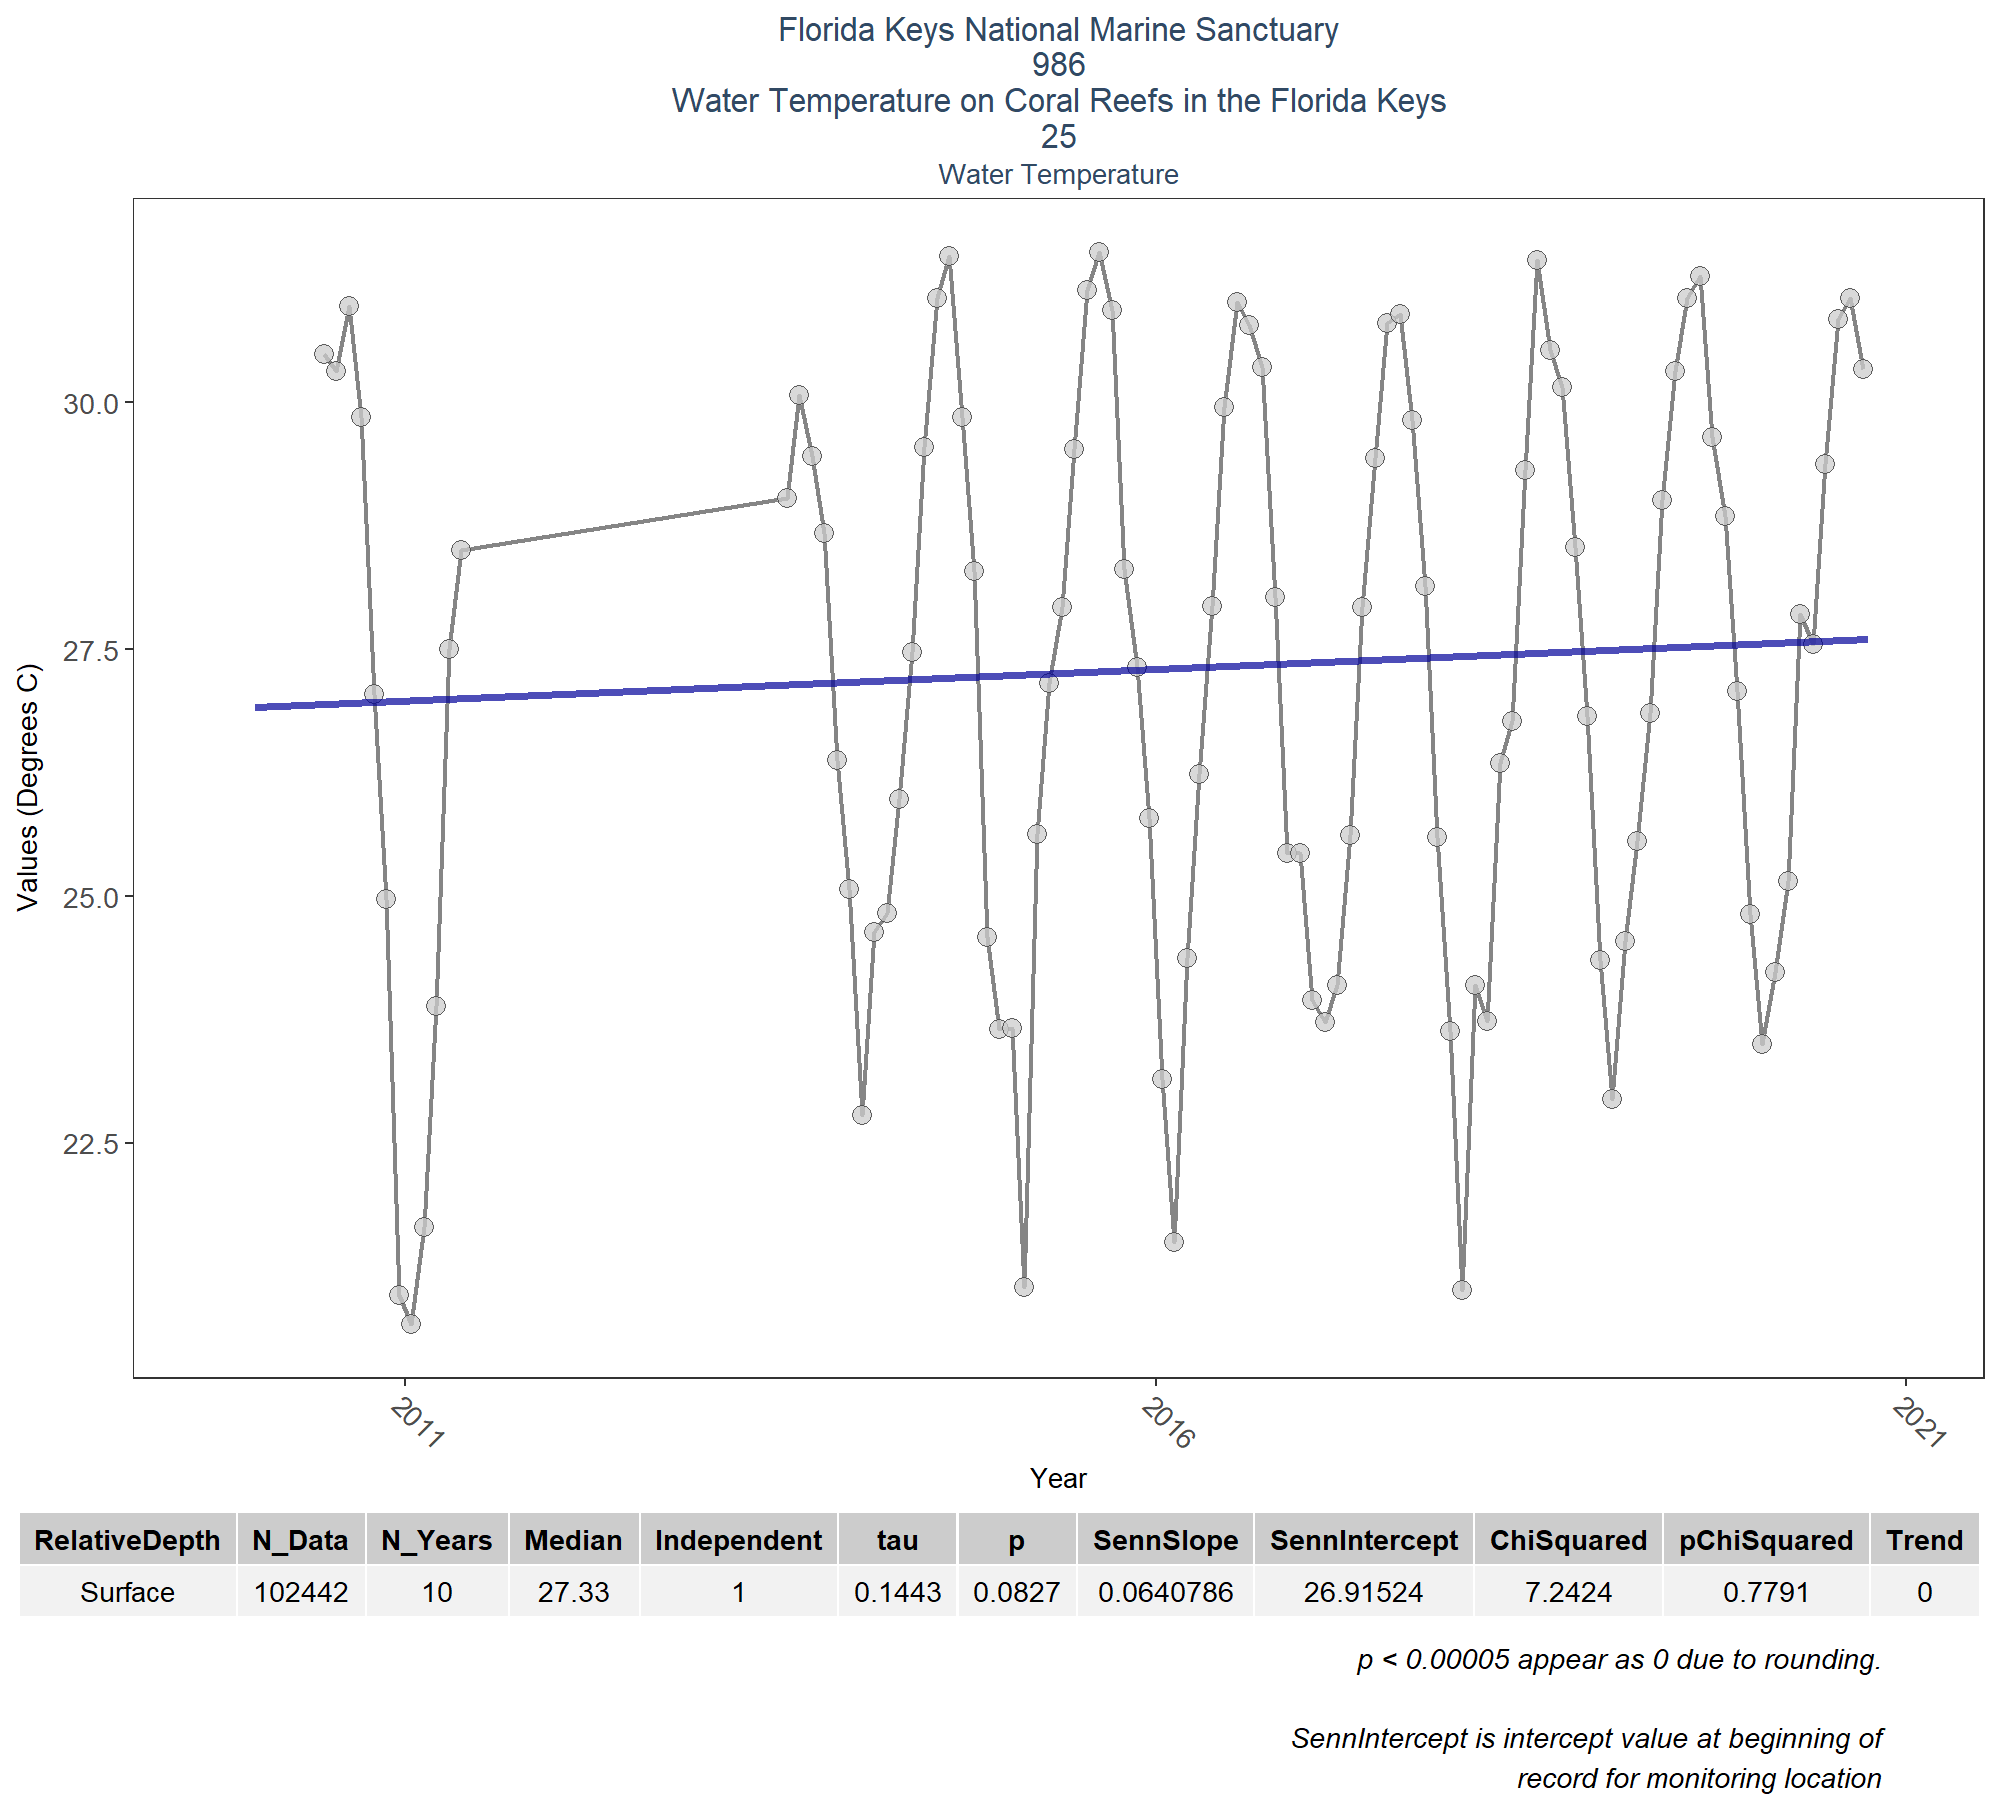 Florida Keys National Marine Sanctuary
986
Water Temperature on Coral Reefs in the Florida Keys
25
Water Temperature
Values (Degrees C)
30.0
27.5
25.0
22.5
2011
2016
2021
Year
RelativeDepth N_Data N_Years Median Independent tau p SennSlope SennIntercept ChiSquared pChiSquared Trend
Surface 102442 10 27.33 1 0.1443 0.0827 0.0640786 26.91524 7.2424 0.7791 0
p < 0.00005 appear as 0 due to rounding.
SennIntercept is intercept value at beginning of
record for monitoring location